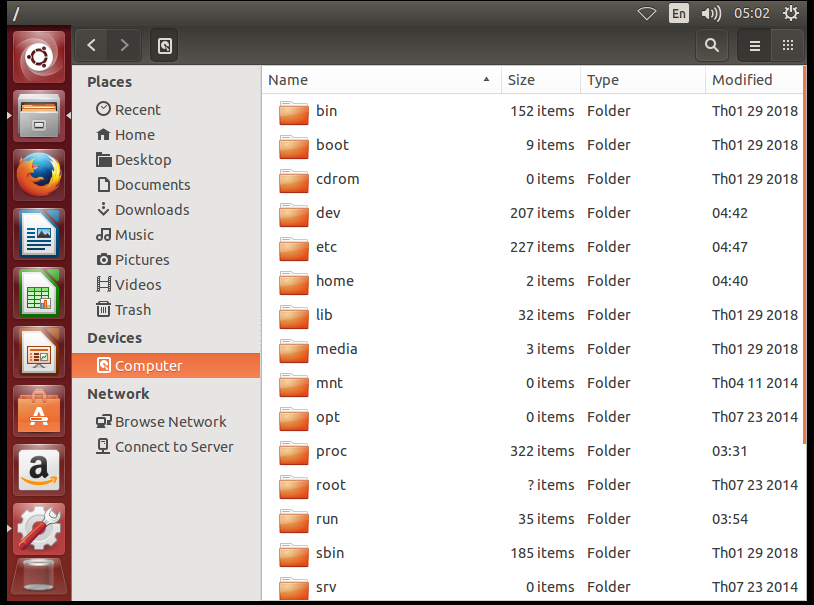 / En 05:02
Places
Recent
Home
Desktop
Documents
Downloads
Music
Pictures
Videos
Trash
Devices
Computer
Network
Browse Network
Connect to Server
Name Size Type Modified
bin 152 items Folder Th01 29 2018
boot 9 items Folder Th01 29 2018
cdrom 0 items Folder Th01 29 2018
dev 207 items Folder 04:42
etc 227 items Folder 04:47
home 2 items Folder 04:40
lib 32 items Folder Th01 29 2018
media 3 items Folder Th01 29 2018
mnt 0 items Folder Th04 11 2014
opt 0 items Folder Th07 23 2014
proc 322 items Folder 03:31
root ? items Folder Th07 23 2014
run 35 items Folder 03:54
sbin 185 items Folder Th01 29 2018
srv 0 items Folder Th07 23 2014